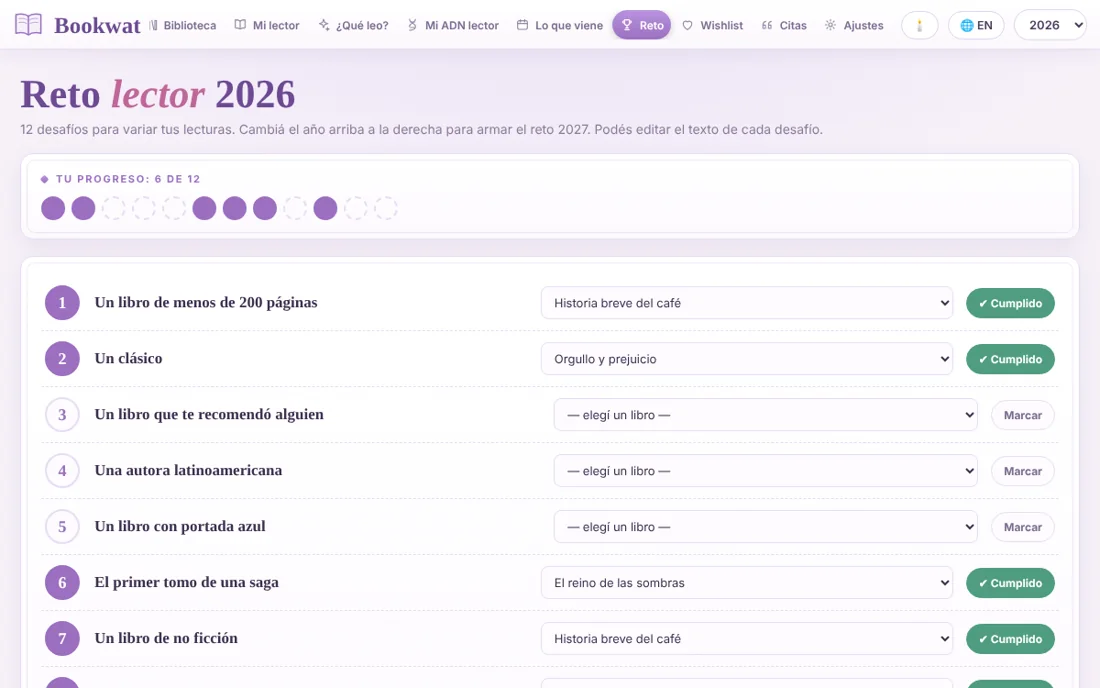 Bookwat Biblioteca Mi lector ¿Qué leo? Mi ADN lector Lo que viene Reto Wishlist Citas Ajustes EN 2026
Reto lector 2026
12 desafíos para variar tus lecturas. Cambiá el año arriba a la derecha para armar el reto 2027. Podés editar el texto de cada desafío.
TU PROGRESO: 6 DE 12
1 Un libro de menos de 200 páginas Historia breve del café ✔ Cumplido
2 Un clásico Orgullo y prejuicio ✔ Cumplido
3 Un libro que te recomendó alguien — elegí un libro — Marcar
4 Una autora latinoamericana — elegí un libro — Marcar
5 Un libro con portada azul — elegí un libro — Marcar
6 El primer tomo de una saga El reino de las sombras ✔ Cumplido
7 Un libro de no ficción Historia breve del café ✔ Cumplido